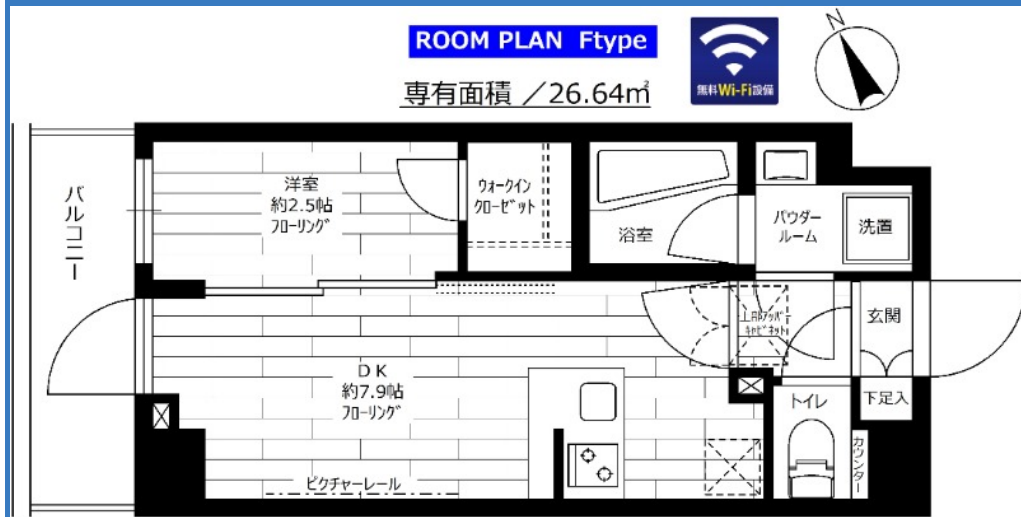 ROOM PLAN Ftype
無料Wi-Fi設備
N
専有面積 ／26.64㎡
バルコニー
洋室
約2.5帖
フローリング
ウォークイン
クローゼット
浴室
パウダー
ルーム
洗置
上部アッパー
キャビネット
玄関
下足入
DK
約7.9帖
フローリング
トイレ
カウンター
ピクチャーレール